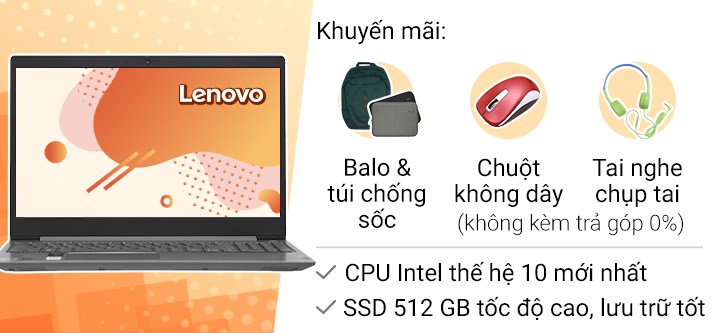 Khuyến mãi:
Lenovo
Balo &
túi chống
sốc
Chuột
không dây
Tai nghe
chụp tai
(không kèm trả góp 0%)
CPU Intel thế hệ 10 mới nhất
SSD 512 GB tốc độ cao, lưu trữ tốt